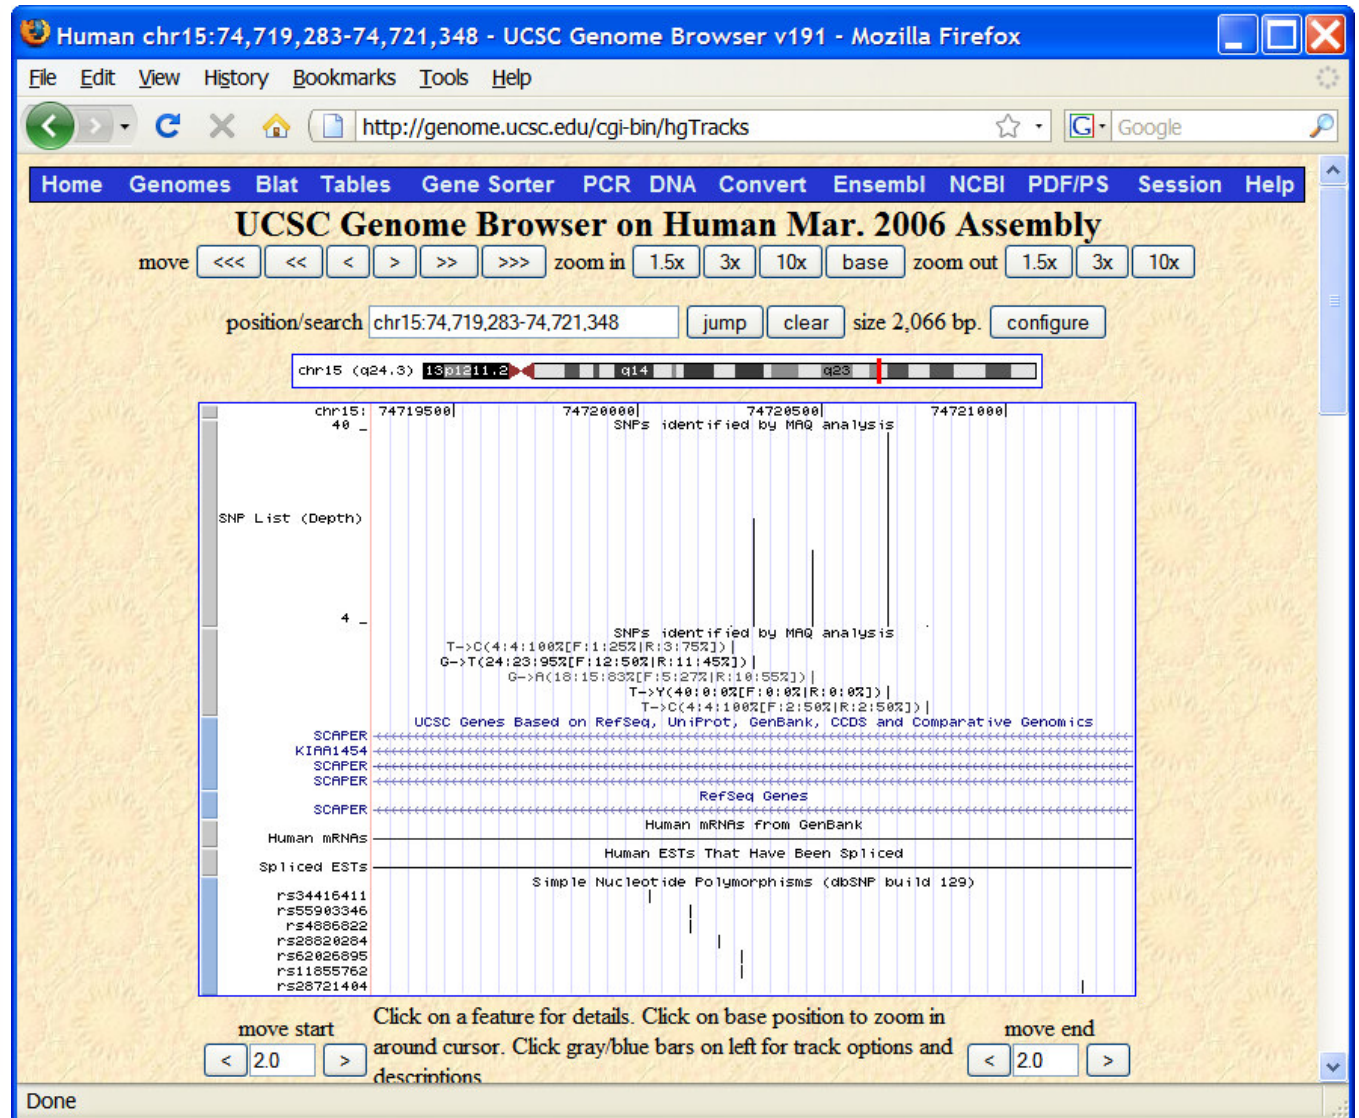 Human chr15:74,719,283-74,721,348 - UCSC Genome Browser v191 - Mozilla Firefox
File Edit View History Bookmarks Tools Help
http://genome.ucsc.edu/cgi-bin/hgTracks G Google
Home Genomes Blat Tables Gene Sorter PCR DNA Convert Ensembl NCBI PDF/PS Session Help
UCSC Genome Browser on Human Mar. 2006 Assembly
move <<< << < > >> >>> zoom in 1.5x 3x 10x base zoom out 1.5x 3x 10x
position/search chr15:74,719,283-74,721,348 jump clear size 2,066 bp. configure
chr15 (q24.3) 13p1211.2 q14 q23
chr15: 74719500| 74720000| 74720500| 74721000|
40 _ SNPs identified by MAQ analysis
SNP List (Depth)
4 _
SNPs identified by MAQ analysis
T->C(4:4:100%[F:1:25%|R:3:75%])|
G->T(24:23:95%[F:12:50%|R:11:45%])|
G->A(18:15:83%[F:5:27%|R:10:55%])|
T->Y(40:0:0%[F:0:0%|R:0:0%])|
T->C(4:4:100%[F:2:50%|R:2:50%])|
UCSC Genes Based on RefSeq, UniProt, GenBank, CCDS and Comparative Genomics
SCAPER
KIAA1454
SCAPER
SCAPER
RefSeq Genes
SCAPER
Human mRNAs from GenBank
Human mRNAs
Human ESTs That Have Been Spliced
Spliced ESTs
Simple Nucleotide Polymorphisms (dbSNP build 129)
rs34416411
rs55903346
rs4886822
rs28820284
rs62026895
rs11855762
rs28721404
move start
< 2.0 >
Click on a feature for details. Click on base position to zoom in
around cursor. Click gray/blue bars on left for track options and
descriptions
move end
< 2.0 >
Done